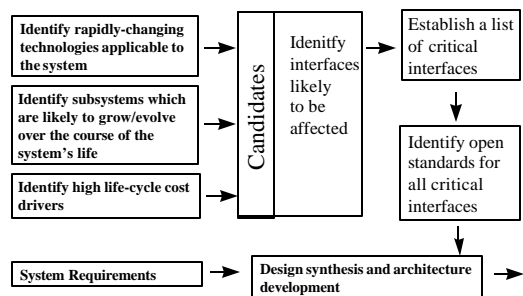 Identify rapidly-changing
technologies applicable to
the system
Identify subsystems which
are likely to grow/evolve
over the course of the
system's life
Identify high life-cycle cost
drivers
Candidates
Idenitfy
interfaces
likely
to be
affected
Establish a list
of critical
interfaces
Identify open
standards for
all critical
interfaces
System Requirements
Design synthesis and architecture
development